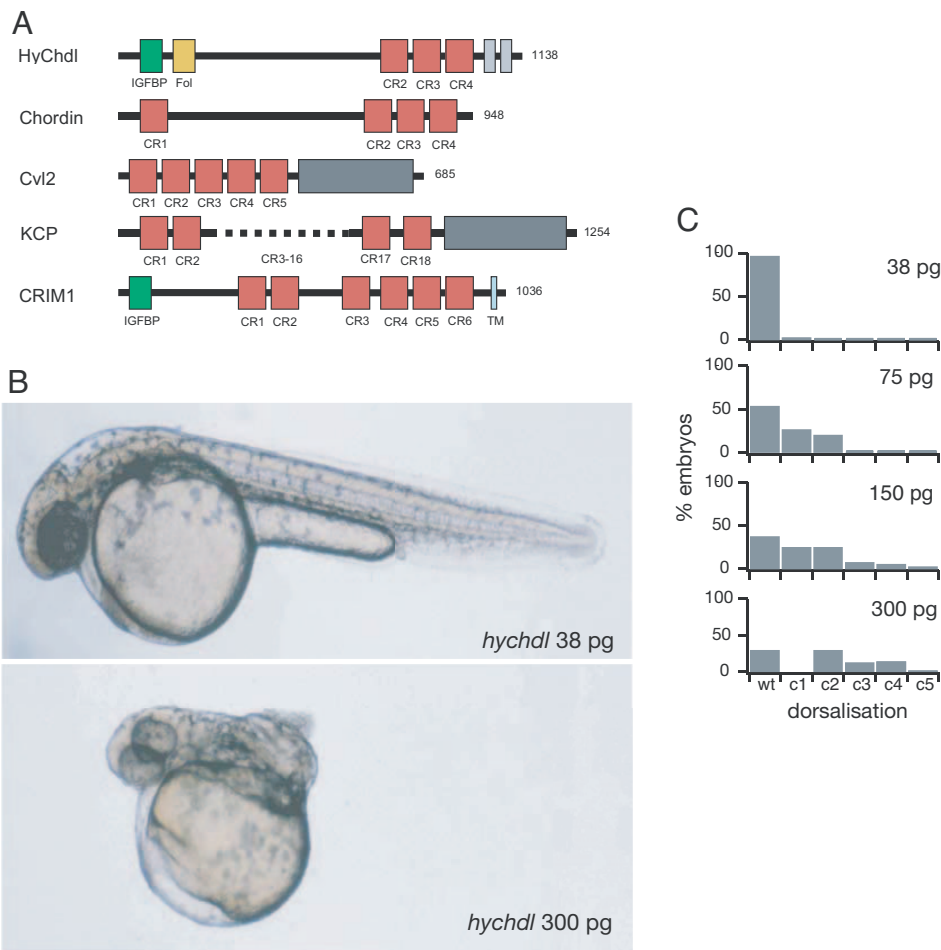 A
HyChdl
1138
IGFBP Fol CR2 CR3 CR4
Chordin
948
CR1 CR2 CR3 CR4
Cvl2
685
CR1 CR2 CR3 CR4 CR5
KCP
1254
CR1 CR2 CR3-16 CR17 CR18
CRIM1
1036
IGFBP CR1 CR2 CR3 CR4 CR5 CR6 TM
B
hychdl 38 pg
hychdl 300 pg
C
% embryos
100
38 pg
50
0
100
75 pg
50
0
100
150 pg
50
0
100
300 pg
50
0
wt c1 c2 c3 c4 c5
dorsalisation